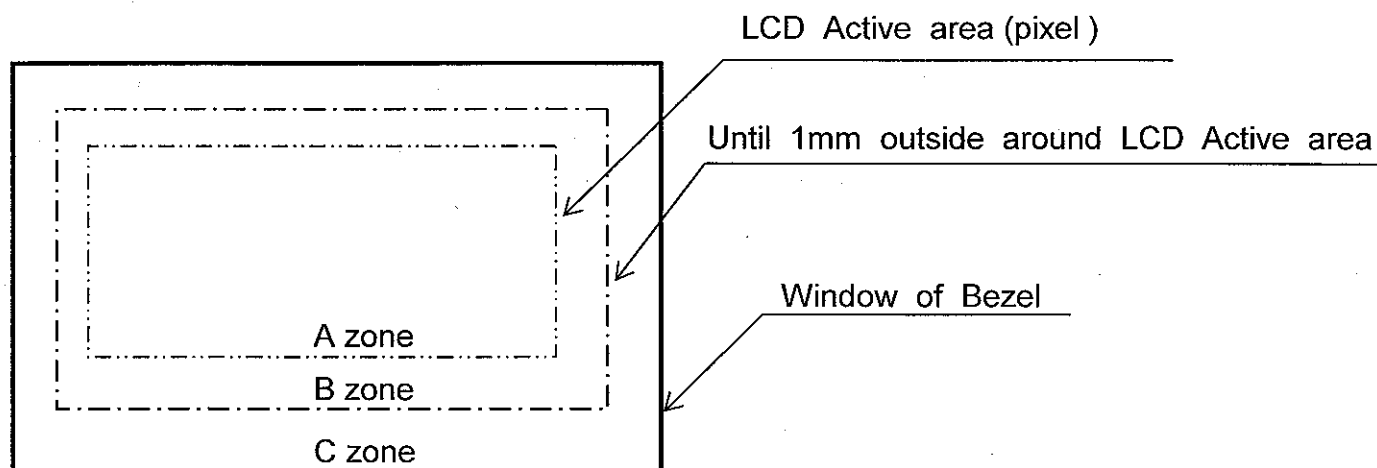 LCD Active area (pixel )
Until 1mm outside around LCD Active area
Window of Bezel
A zone
B zone
C zone